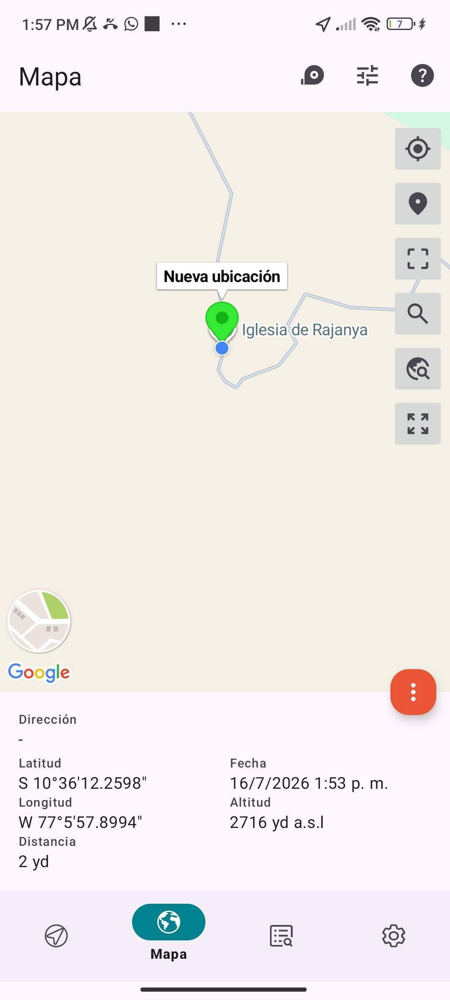 1:57 PM
7
Mapa
Nueva ubicación
Iglesia de Rajanya
Google
Dirección
-
Latitud
S 10°36'12.2598"
Fecha
16/7/2026 1:53 p. m.
Longitud
W 77°5'57.8994"
Altitud
2716 yd a.s.l
Distancia
2 yd
Mapa